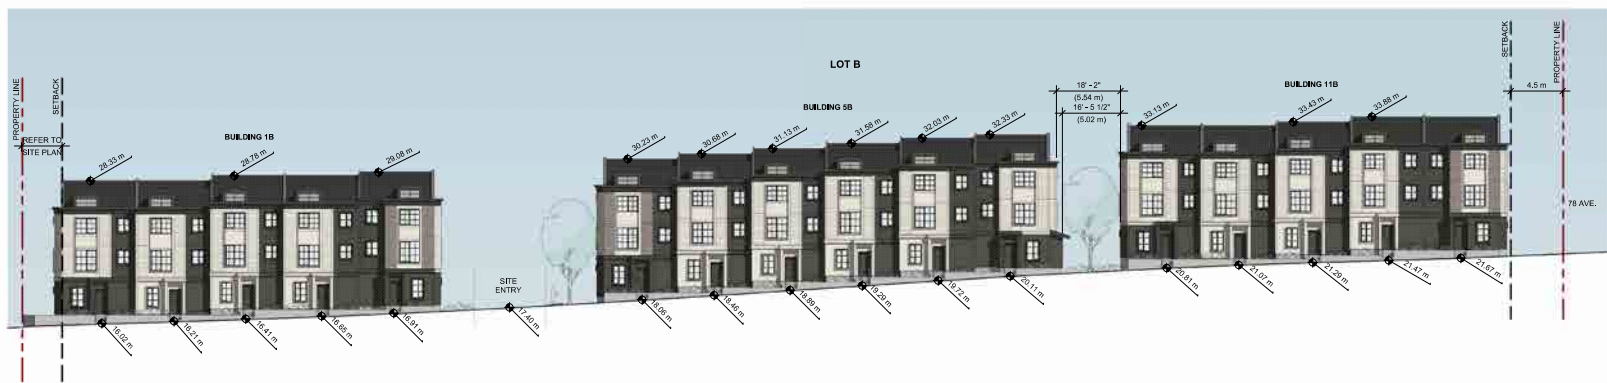 LOT B
PROPERTY LINE
SETBACK
REFER TO
SITE PLAN
BUILDING 1B
28.33 m
28.78 m
29.08 m
BUILDING 5B
30.23 m
30.68 m
31.13 m
31.58 m
32.03 m
32.33 m
18' - 2"
(5.54 m)
16' - 5 1/2"
(5.02 m)
BUILDING 11B
33.13 m
33.43 m
33.88 m
SETBACK
PROPERTY LINE
4.5 m
78 AVE.
SITE
ENTRY
16.02 m
16.21 m
16.41 m
16.65 m
16.91 m
17.40 m
18.06 m
18.46 m
18.89 m
19.29 m
19.72 m
20.11 m
20.81 m
21.07 m
21.29 m
21.47 m
21.67 m